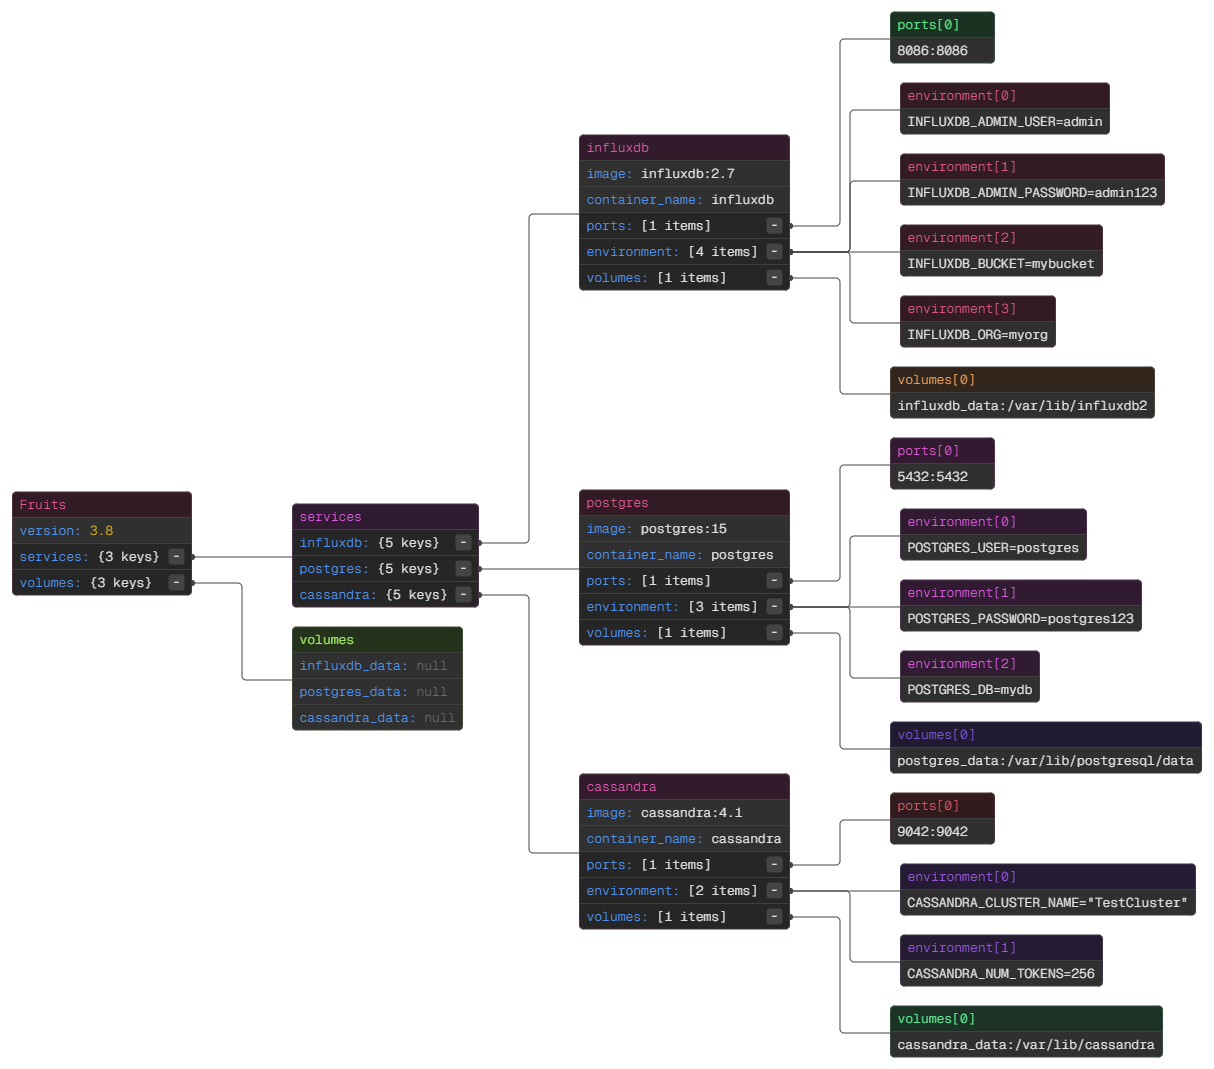 Fruits
version: 3.8
services: {3 keys} -
volumes: {3 keys} -
services
influxdb: {5 keys} -
postgres: {5 keys} -
cassandra: {5 keys} -
volumes
influxdb_data: null
postgres_data: null
cassandra_data: null
influxdb
image: influxdb:2.7
container_name: influxdb
ports: [1 items] -
environment: [4 items] -
volumes: [1 items] -
ports[0]
8086:8086
environment[0]
INFLUXDB_ADMIN_USER=admin
environment[1]
INFLUXDB_ADMIN_PASSWORD=admin123
environment[2]
INFLUXDB_BUCKET=mybucket
environment[3]
INFLUXDB_ORG=myorg
volumes[0]
influxdb_data:/var/lib/influxdb2
postgres
image: postgres:15
container_name: postgres
ports: [1 items] -
environment: [3 items] -
volumes: [1 items] -
ports[0]
5432:5432
environment[0]
POSTGRES_USER=postgres
environment[1]
POSTGRES_PASSWORD=postgres123
environment[2]
POSTGRES_DB=mydb
volumes[0]
postgres_data:/var/lib/postgresql/data
cassandra
image: cassandra:4.1
container_name: cassandra
ports: [1 items] -
environment: [2 items] -
volumes: [1 items] -
ports[0]
9042:9042
environment[0]
CASSANDRA_CLUSTER_NAME="TestCluster"
environment[1]
CASSANDRA_NUM_TOKENS=256
volumes[0]
cassandra_data:/var/lib/cassandra